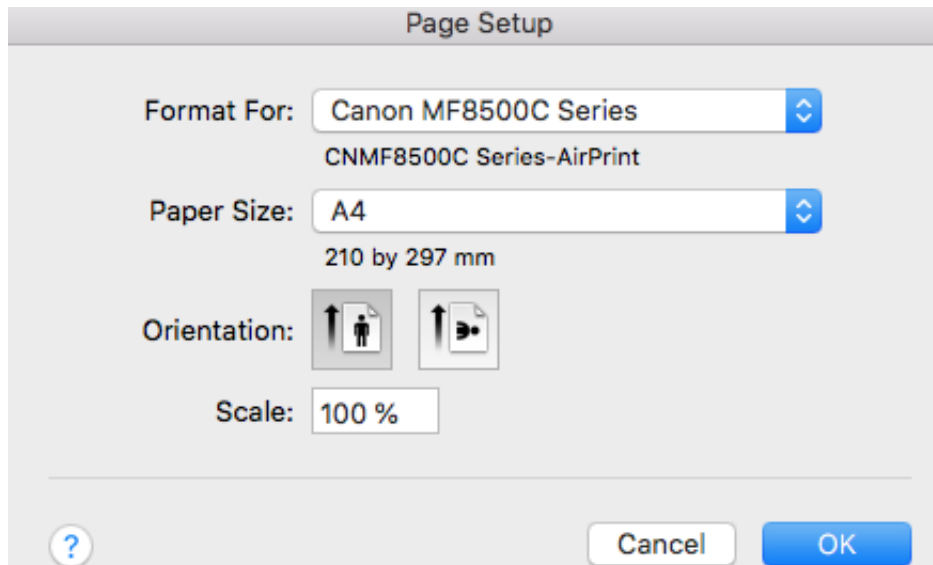 Page Setup
Format For: Canon MF8500C Series
CNMF8500C Series-AirPrint
Paper Size: A4
210 by 297 mm
Orientation:
Scale: 100 %
? Cancel OK